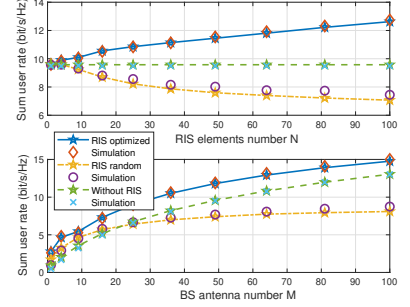 14
12
10
8
6
Sum user rate (bit/s/Hz)
0 10 20 30 40 50 60 70 80 90 100
RIS elements number N
RIS optimized
Simulation
RIS random
Simulation
Without RIS
Simulation
15
10
5
0
Sum user rate (bit/s/Hz)
0 10 20 30 40 50 60 70 80 90 100
BS antenna number M